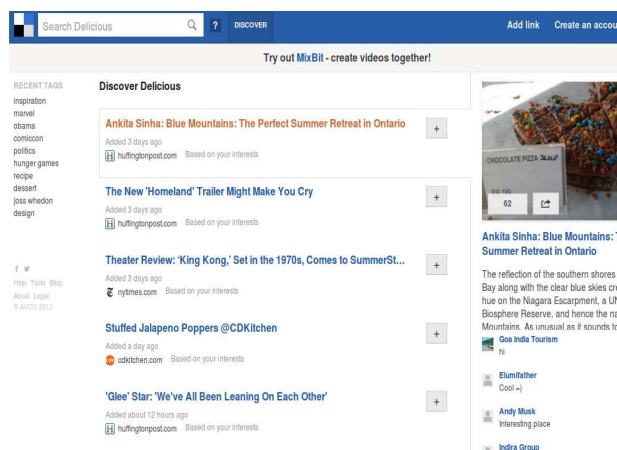 Search Delicious
?
DISCOVER
Add link
Create an accou
Try out MixBit - create videos together!
RECENT TAGS
inspiration
marvel
obama
comiccon
politics
hunger games
recipe
dessert
joss whedon
design
Help Tools Blog
About Legal
© AVOS 2013
Discover Delicious
Ankita Sinha: Blue Mountains: The Perfect Summer Retreat in Ontario
+
Added 3 days ago
H huffingtonpost.com Based on your interests
The New 'Homeland' Trailer Might Make You Cry
+
Added 3 days ago
H huffingtonpost.com Based on your interests
Theater Review: ‘King Kong,’ Set in the 1970s, Comes to SummerSt...
+
Added 3 days ago
nytimes.com Based on your interests
Stuffed Jalapeno Poppers @CDKitchen
+
Added a day ago
cdk cdkitchen.com Based on your interests
'Glee' Star: 'We've All Been Leaning On Each Other'
+
Added about 12 hours ago
H huffingtonpost.com Based on your interests
CHOCOLATE PIZZA
62
Ankita Sinha: Blue Mountains:
Summer Retreat in Ontario
The reflection of the southern shores
Bay along with the clear blue skies cre
hue on the Niagara Escarpment, a UN
Biosphere Reserve, and hence the na
Mountains. As unusual as it sounds to
Goa India Tourism
hi
Elumifather
Cool =)
Andy Musk
Interesting place
Indira Group